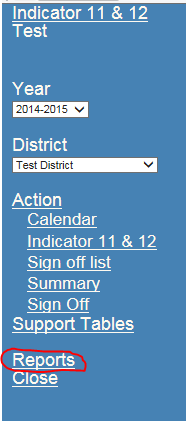 Indicator 11 & 12
Test
Year
2014-2015
District
Test District
Action
Calendar
Indicator 11 & 12
Sign off list
Summary
Sign Off
Support Tables
Reports
Close